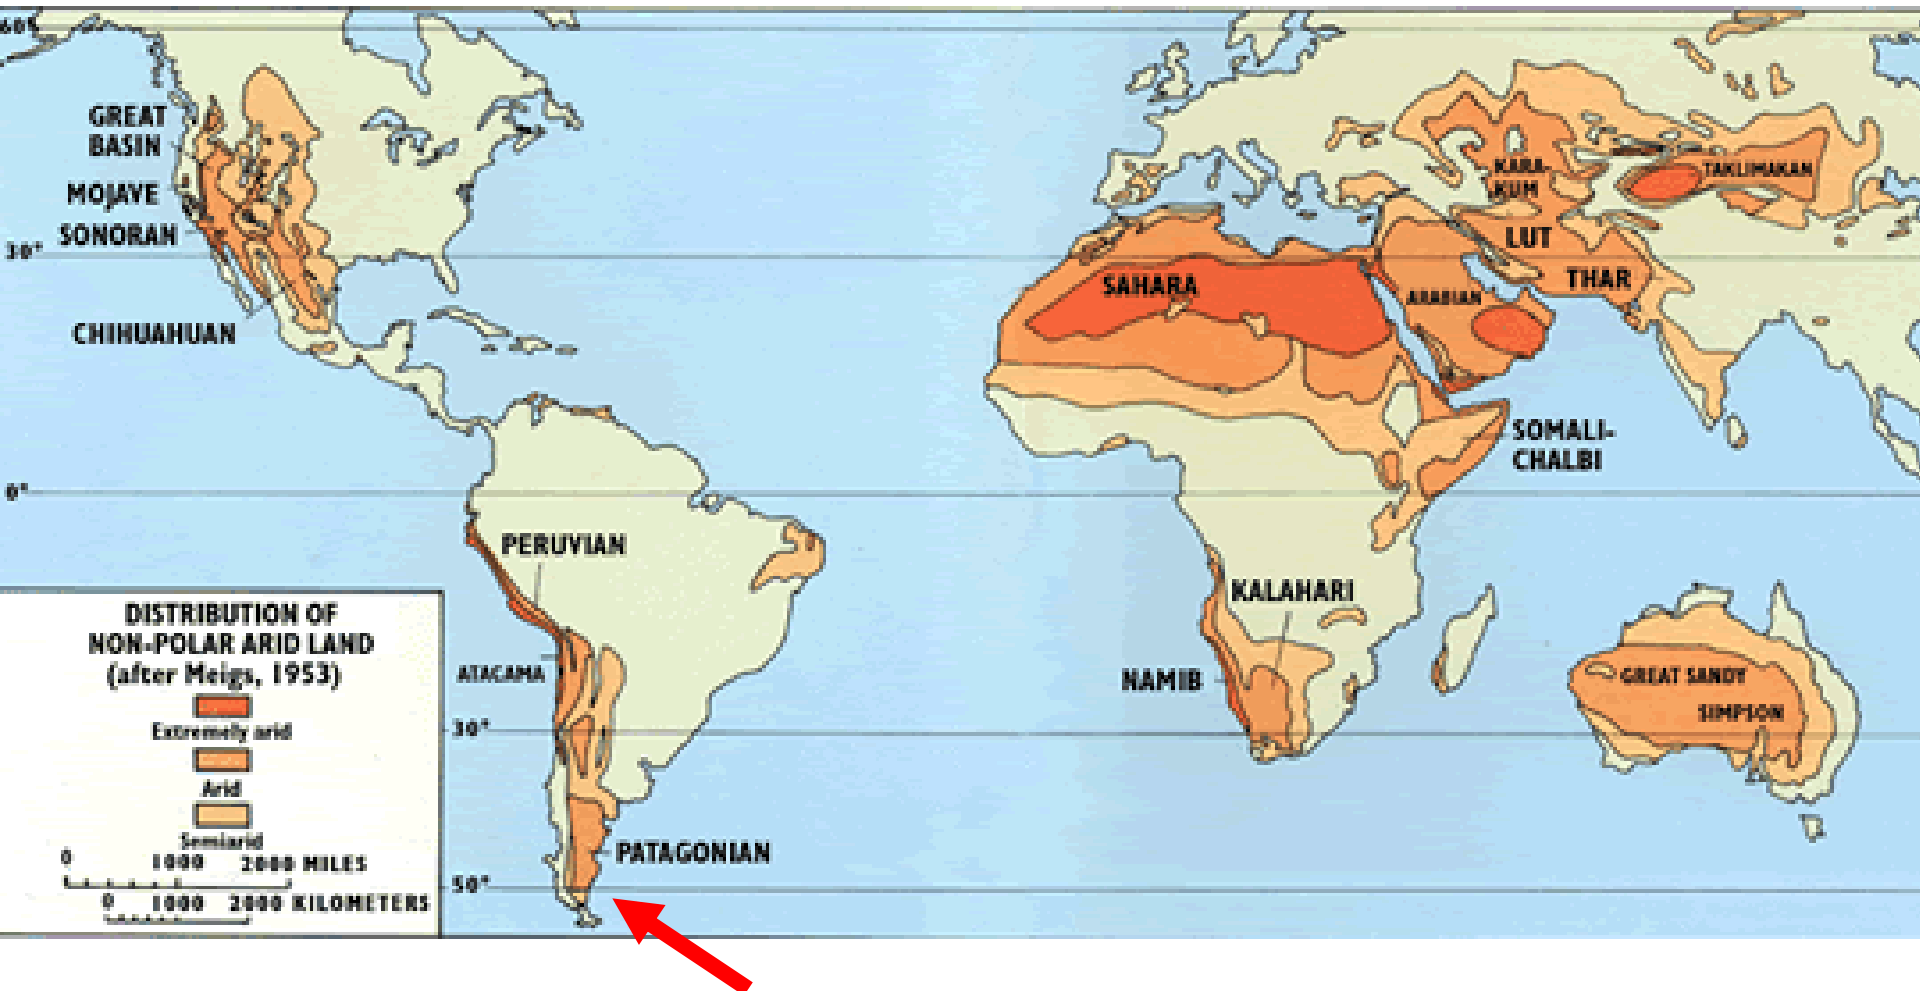 60°
GREAT
BASIN
MOJAVE
SONORAN
30°
CHIHUAHUAN
0°
PERUVIAN
ATACAMA
30°
PATAGONIAN
50°
SAHARA
ARABIAN
KARA-
KUM
TAKLIMAKAN
LUT
THAR
SOMALI-
CHALBI
KALAHARI
NAMIB
GREAT SANDY
SIMPSON
DISTRIBUTION OF
NON-POLAR ARID LAND
(after Meigs, 1953)
Extremely arid
Arid
Semiarid
0 1000 2000 MILES
0 1000 2000 KILOMETERS